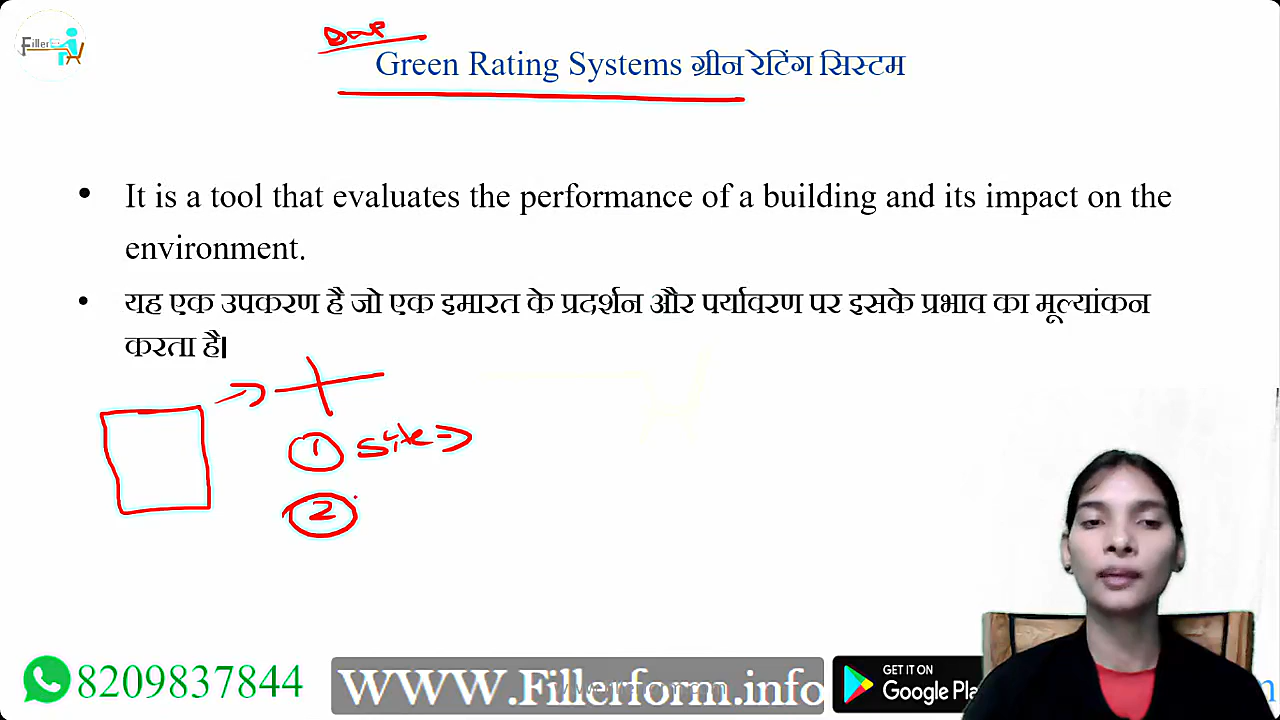 Green Rating Systems ग्रीन रेटिंग सिस्टम
• It is a tool that evaluates the performance of a building and its impact on the
environment.
• यह एक उपकरण है जो एक इमारत के प्रदर्शन और पर्यावरण पर इसके प्रभाव का मूल्यांकन
करता है।
1 site
2
8209837844
www.Fillerform.info
GET IT ON
Google Pla